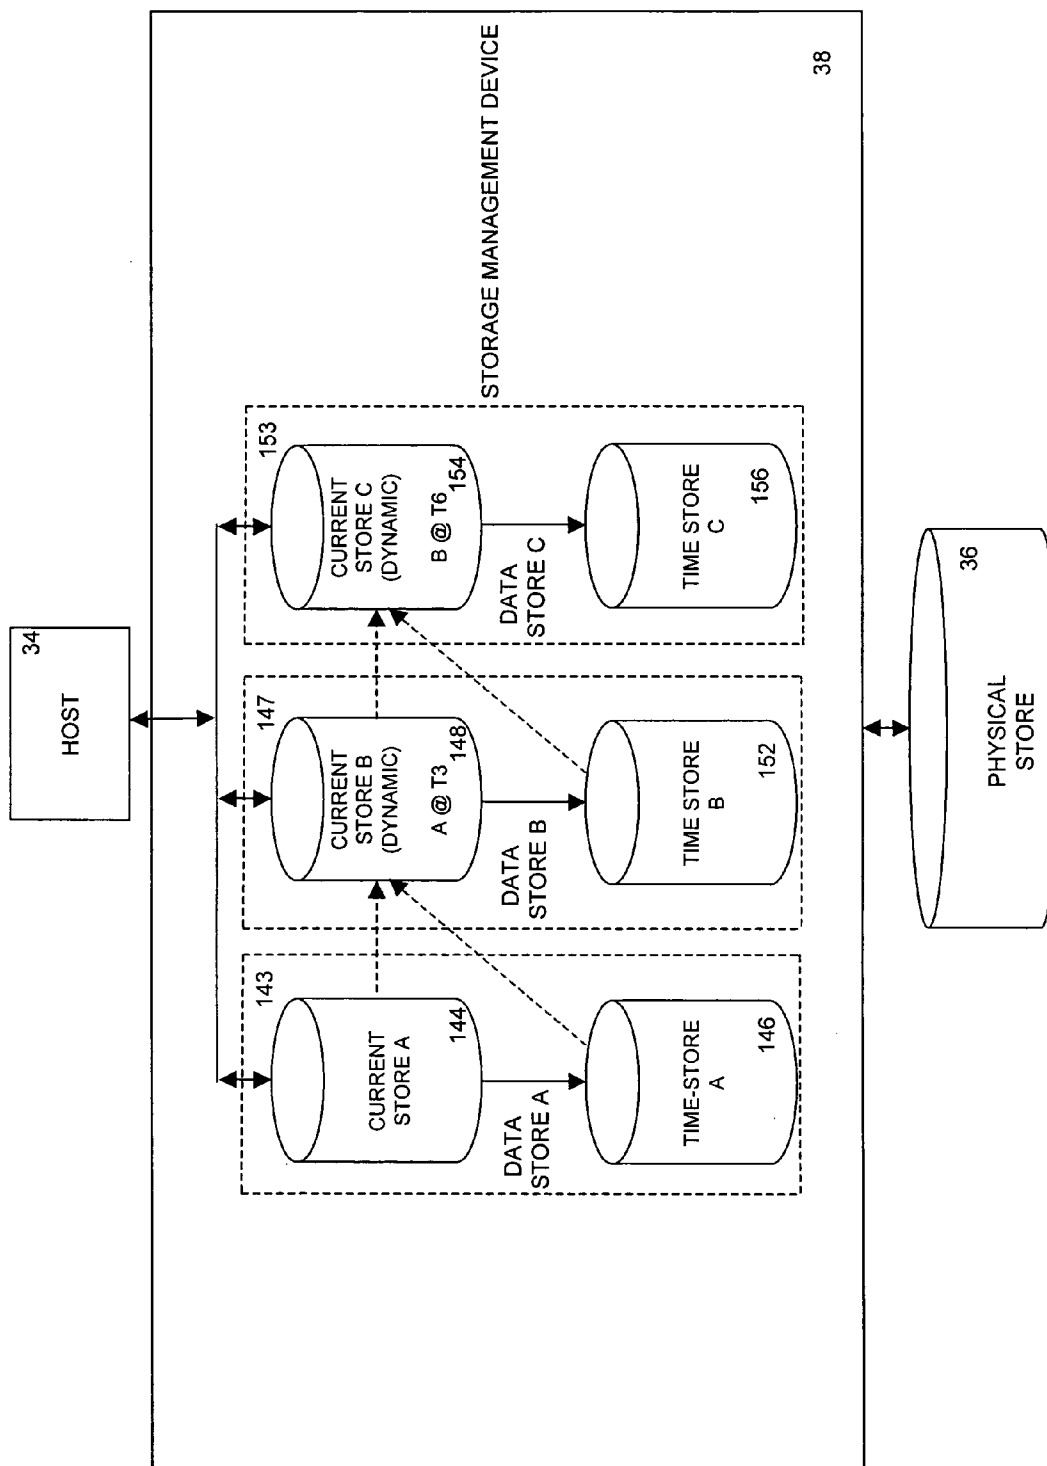 HOST
34
STORAGE MANAGEMENT DEVICE
38
143
CURRENT
STORE A
144
DATA
STORE A
TIME-STORE
A
146
147
CURRENT
STORE B
(DYNAMIC)
A @ T3
148
DATA
STORE B
TIME STORE
B
152
153
CURRENT
STORE C
(DYNAMIC)
B @ T6
154
DATA
STORE C
TIME STORE
C
156
PHYSICAL
STORE
36